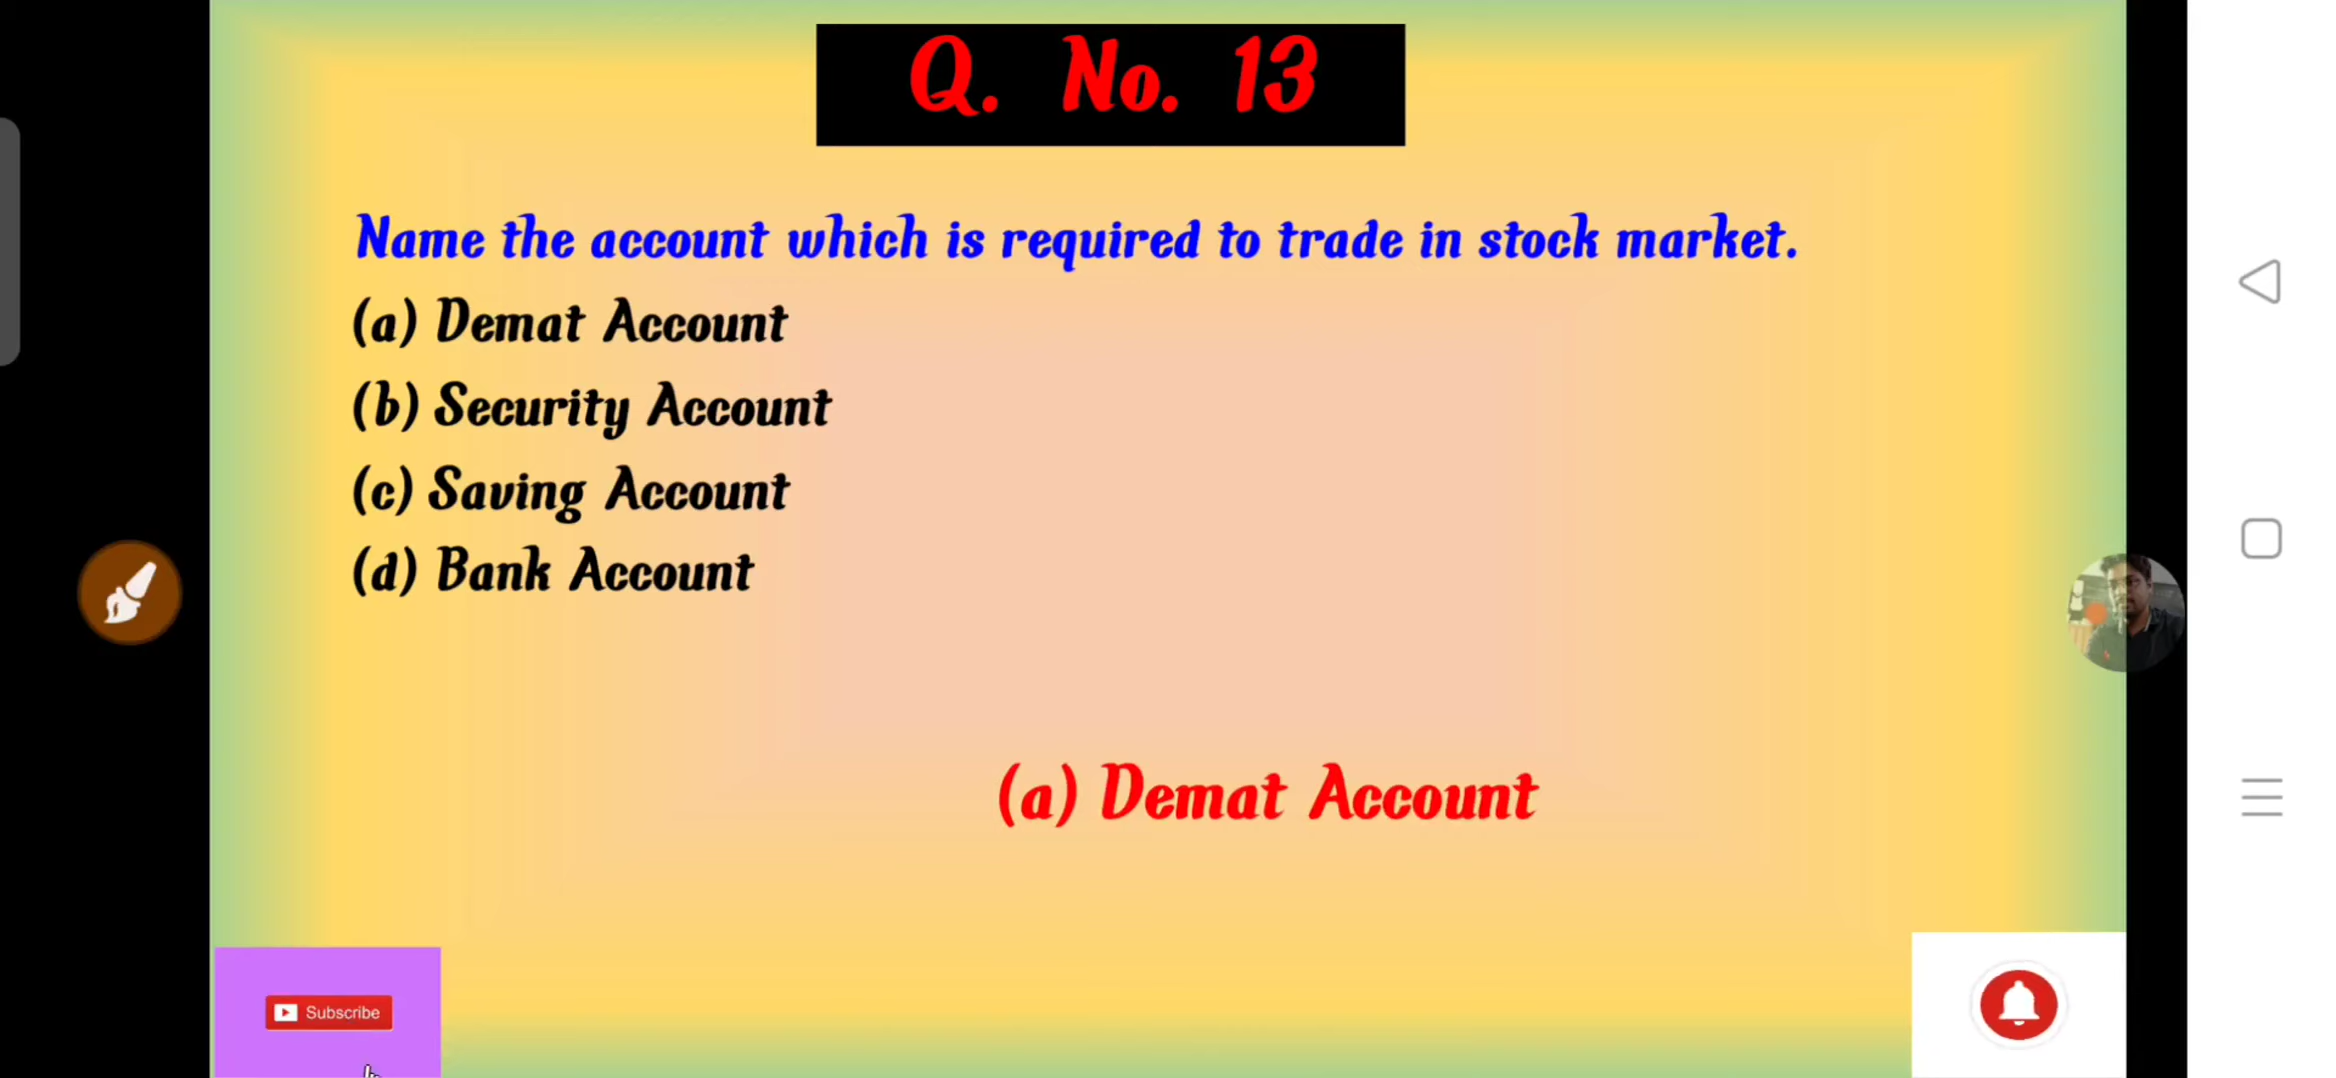 Q. No. 13
Name the account which is required to trade in stock market.
(a) Demat Account
(b) Security Account
(c) Saving Account
(d) Bank Account
(a) Demat Account
Subscribe